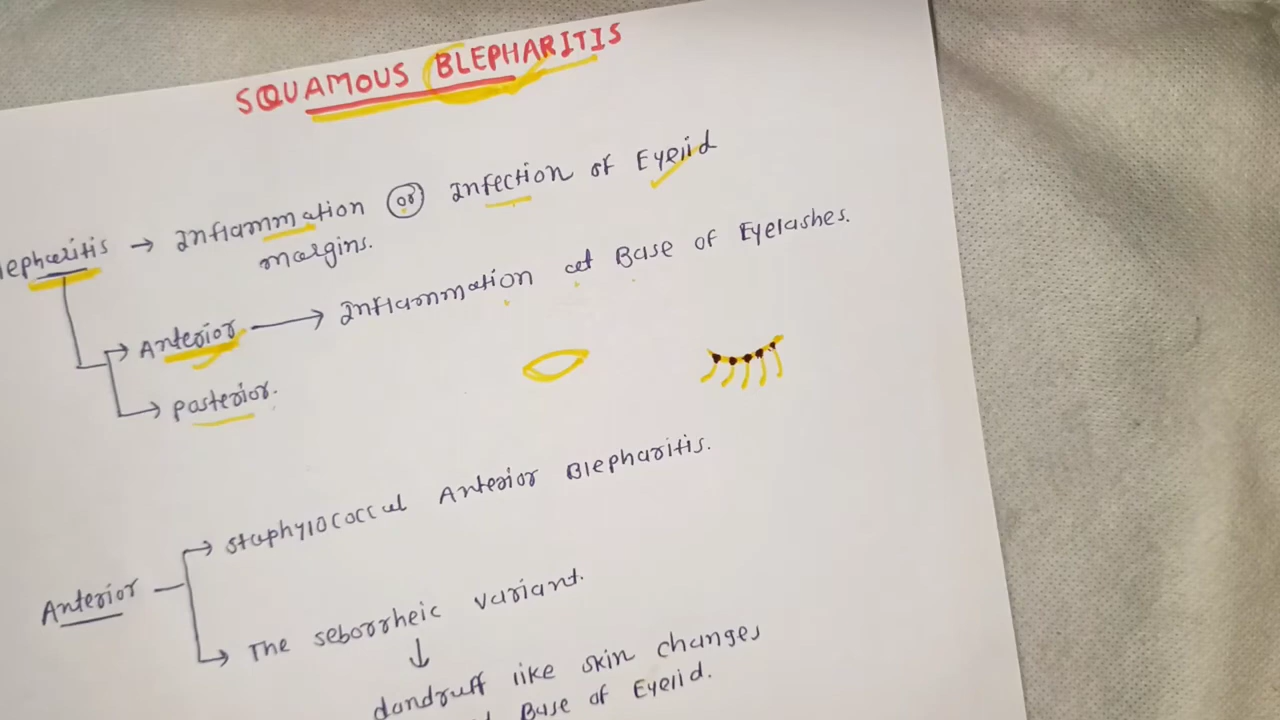 SQUAMOUS BLEPHARITIS
lepharitis → Inflammation or Infection of Eyelid
margins.
Anterior → Inflammation at Base of Eyelashes.
posterior.
Anterior
Staphylococcal Anterior Blepharitis.
The seborrheic variant.
↓
dandruff like skin changes
Base of Eyelid.